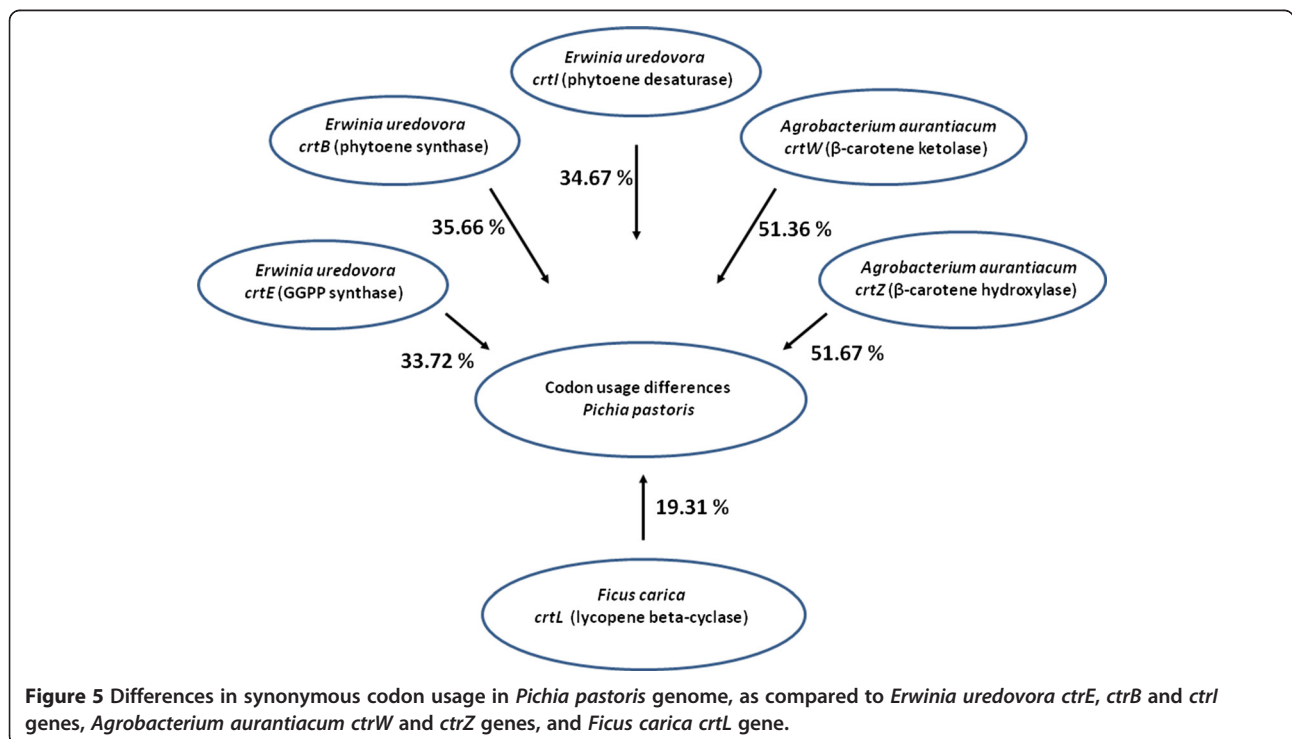 Erwinia uredovora
crtI (phytoene desaturase)
Erwinia uredovora
crtB (phytoene synthase)
Agrobacterium aurantiacum
crtW (β-carotene ketolase)
34.67 %
35.66 %
51.36 %
Erwinia uredovora
crtE (GGPP synthase)
Agrobacterium aurantiacum
crtZ (β-carotene hydroxylase)
33.72 %
51.67 %
Codon usage differences
Pichia pastoris
19.31 %
Ficus carica
crtL (lycopene beta-cyclase)
Figure 5 Differences in synonymous codon usage in Pichia pastoris genome, as compared to Erwinia uredovora ctrE, ctrB and ctrI
genes, Agrobacterium aurantiacum ctrW and ctrZ genes, and Ficus carica crtL gene.